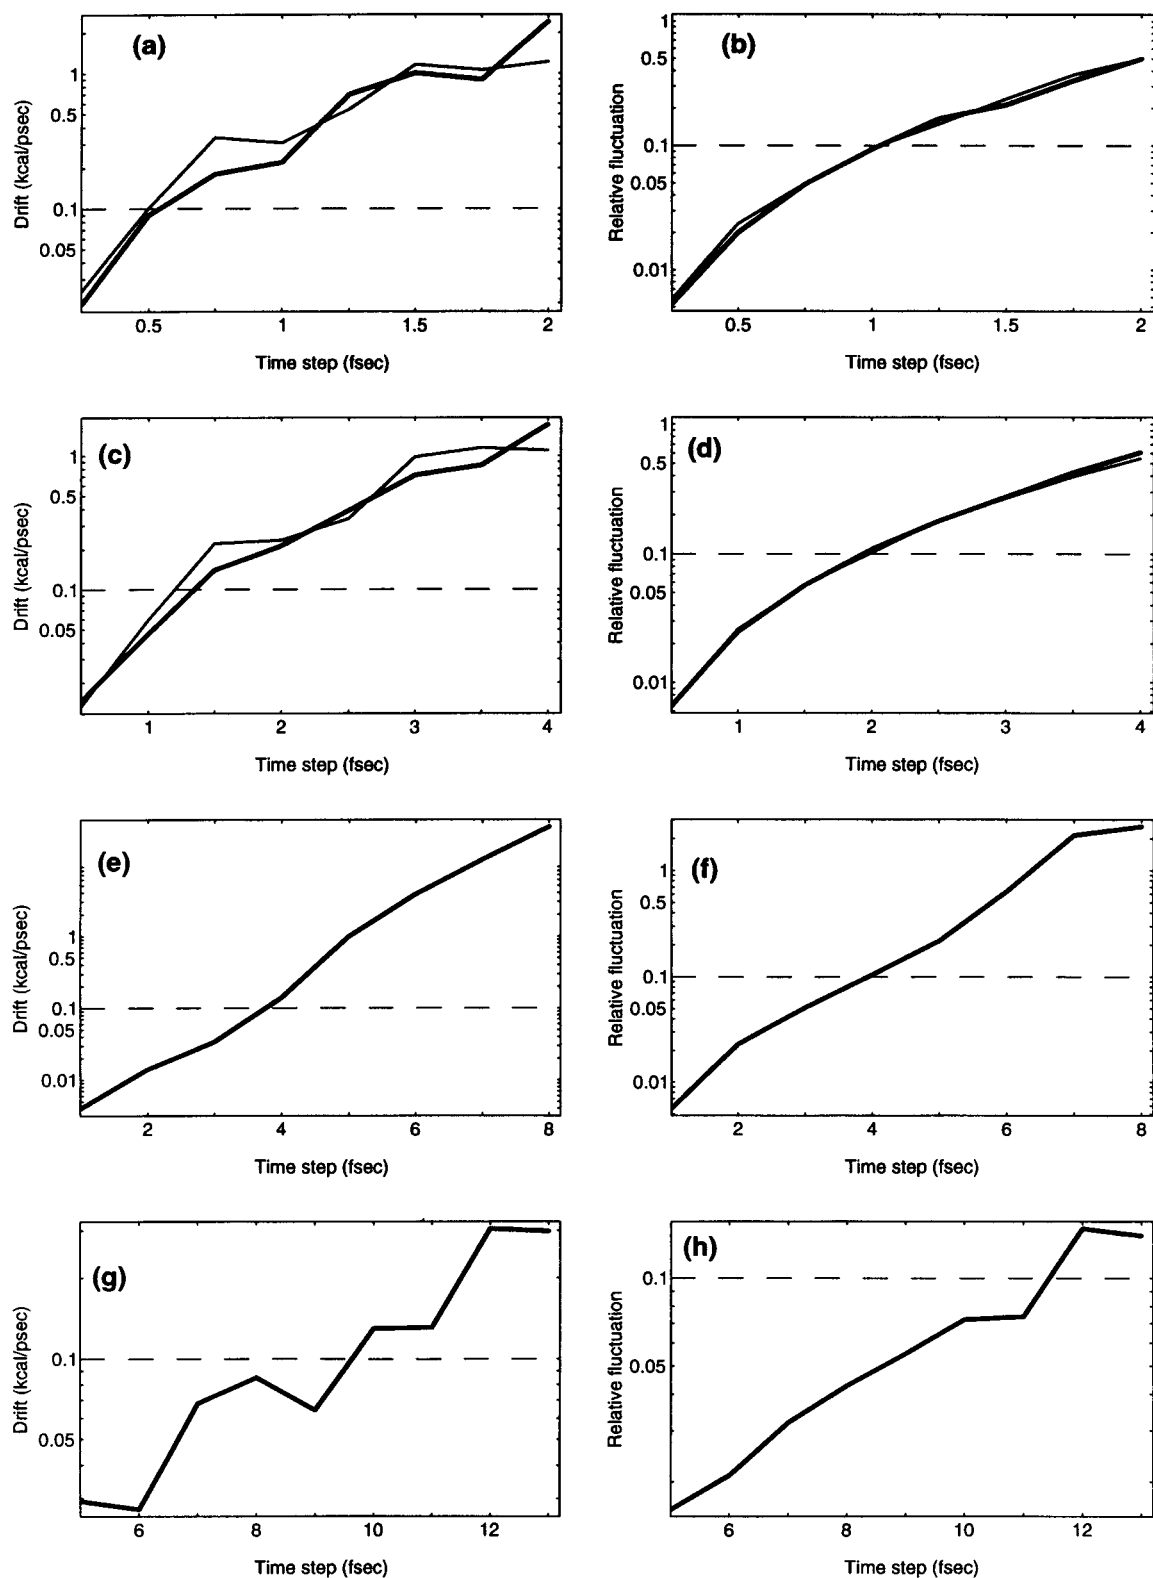 (a)
Drift (kcal/psec)
1
0.5
0.1
0.05
0.5
1
1.5
2
Time step (fsec)
(b)
Relative fluctuation
1
0.5
0.1
0.05
0.01
0.5
1
1.5
2
Time step (fsec)
(c)
Drift (kcal/psec)
1
0.5
0.1
0.05
1
2
3
4
Time step (fsec)
(d)
Relative fluctuation
1
0.5
0.1
0.05
0.01
1
2
3
4
Time step (fsec)
(e)
Drift (kcal/psec)
1
0.5
0.1
0.05
0.01
2
4
6
8
Time step (fsec)
(f)
Relative fluctuation
1
0.5
0.1
0.05
0.01
2
4
6
8
Time step (fsec)
(g)
Drift (kcal/psec)
0.1
0.05
6
8
10
12
Time step (fsec)
(h)
Relative fluctuation
0.1
0.05
6
8
10
12
Time step (fsec)